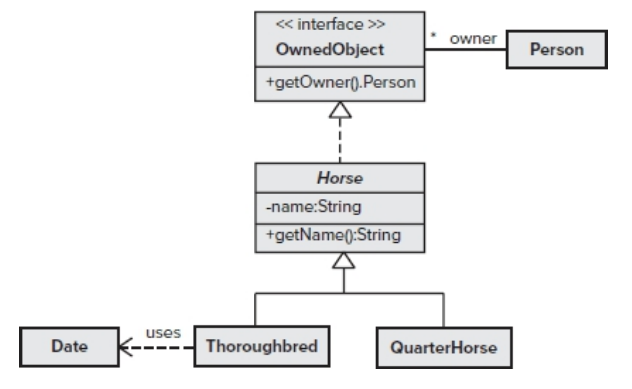 << interface >>
OwnedObject
* owner
Person
+getOwner().Person
Horse
-name:String
+getName():String
Date
uses
Thoroughbred
QuarterHorse